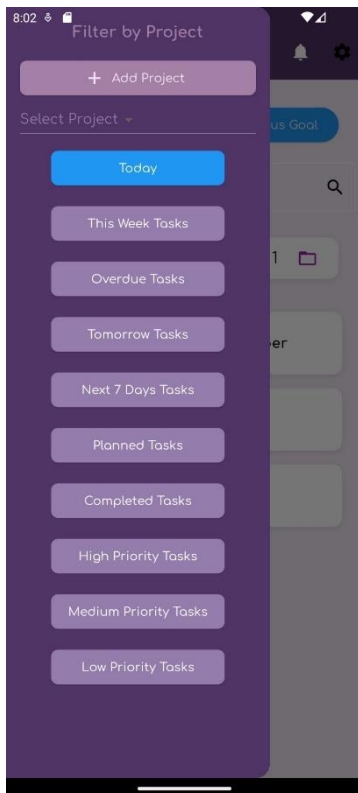 8:02
Filter by Project
+ Add Project
Select Project
us Goal
Today
This Week Tasks
Overdue Tasks
1
Tomorrow Tasks
er
Next 7 Days Tasks
Planned Tasks
Completed Tasks
High Priority Tasks
Medium Priority Tasks
Low Priority Tasks